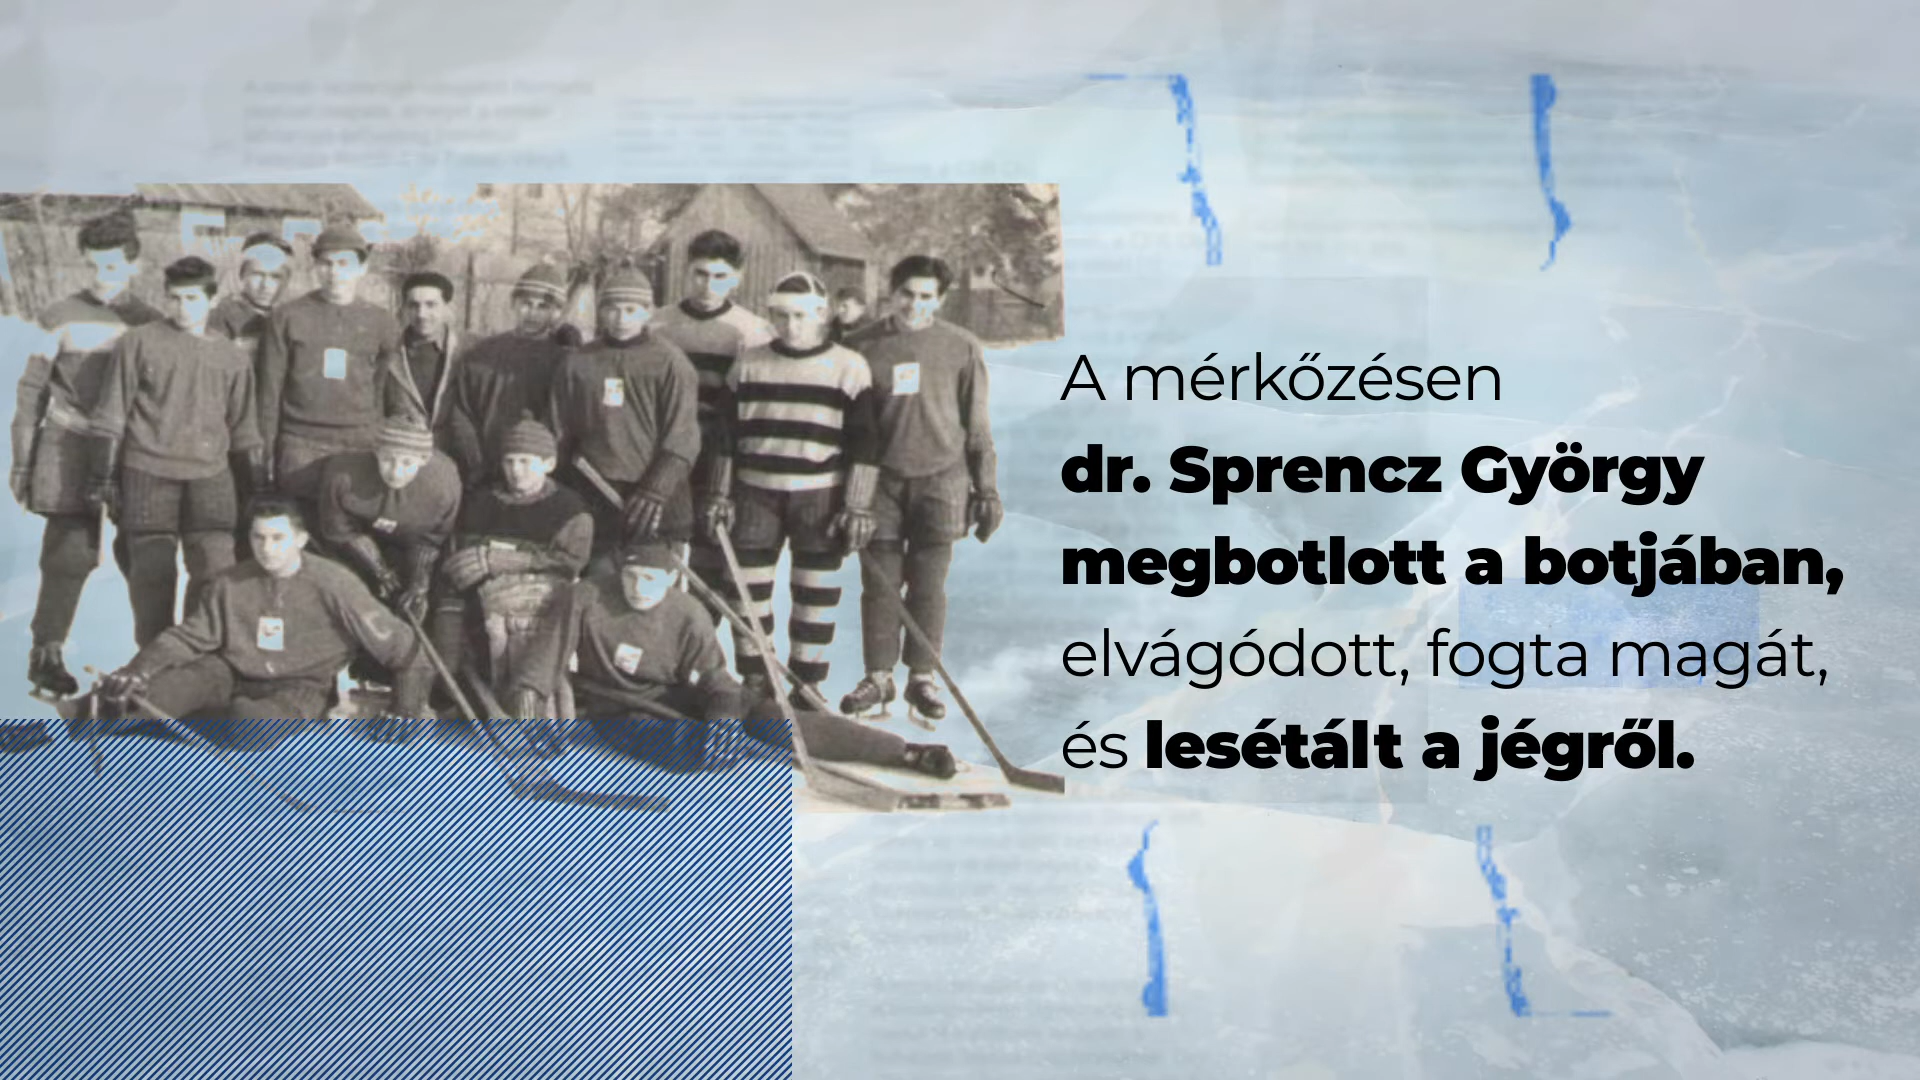 A mérkőzésen
dr. Sprencz György
megbotlott a botjában,
elvágódott, fogta magát,
és lesétált a jégről.